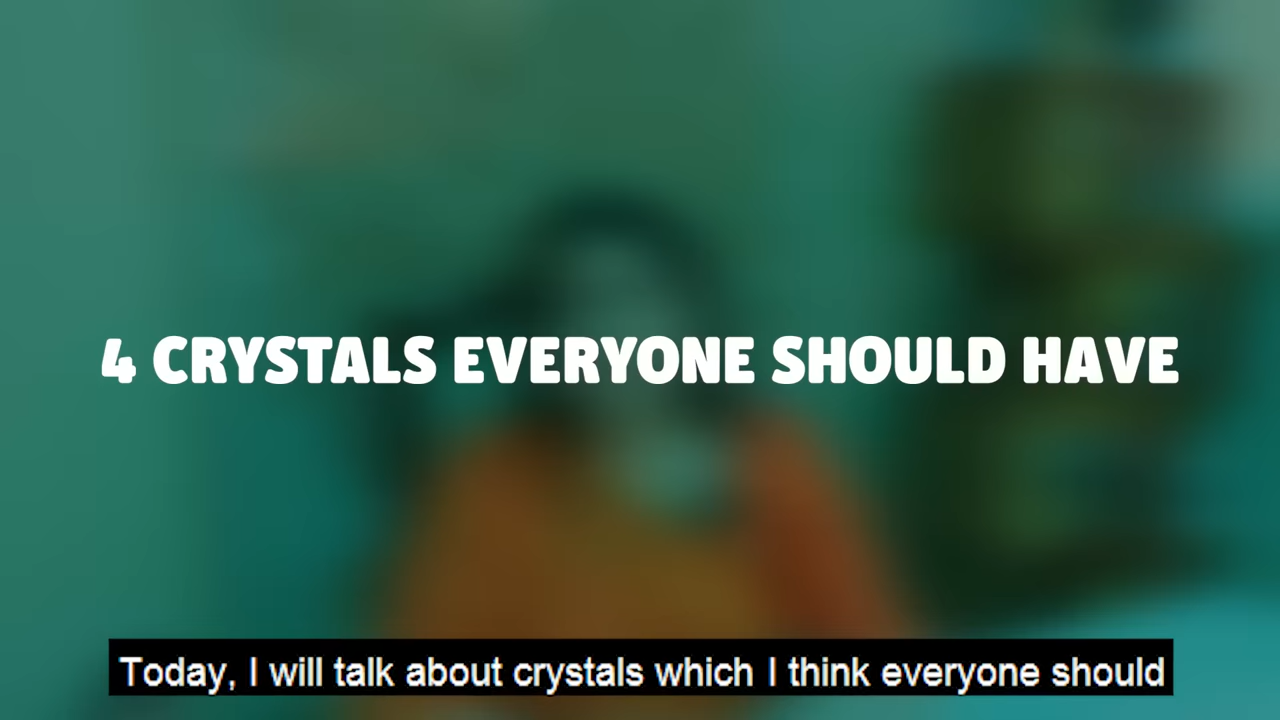 4 CRYSTALS EVERYONE SHOULD HAVE
Today, I will talk about crystals which I think everyone should